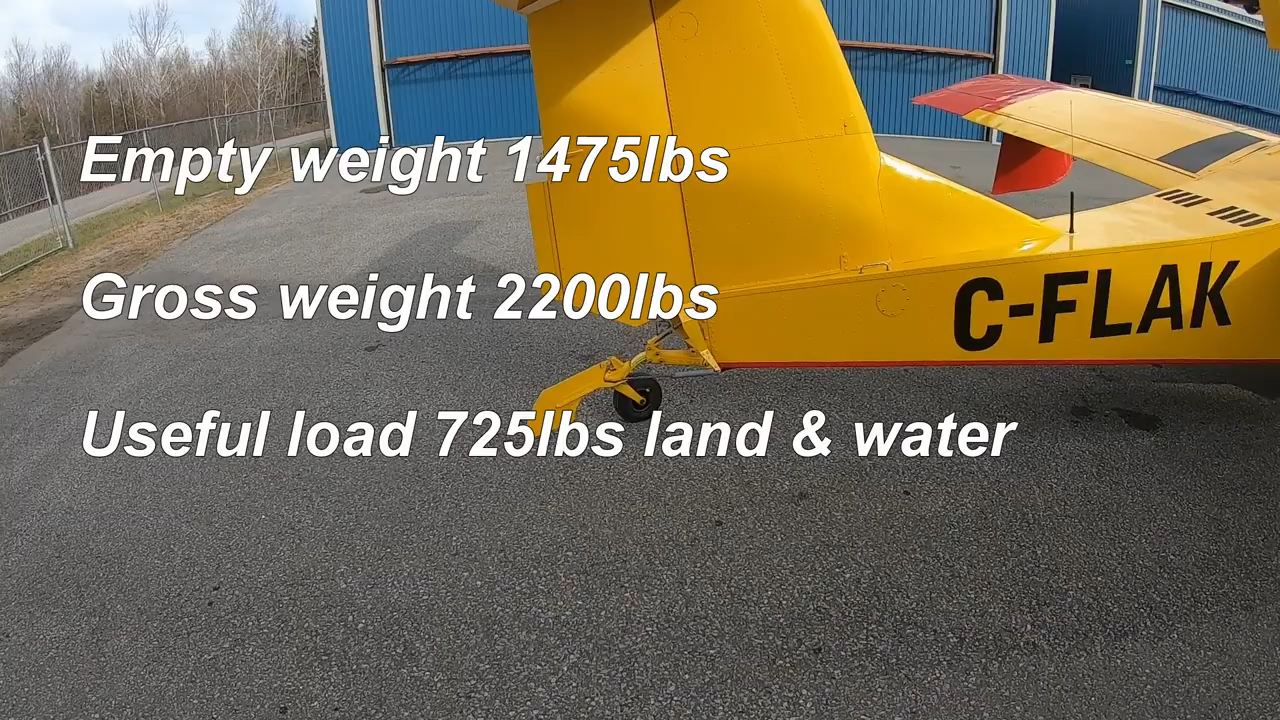 Empty weight 1475lbs
Gross weight 2200lbs
C-FLAK
Useful load 725lbs land & water